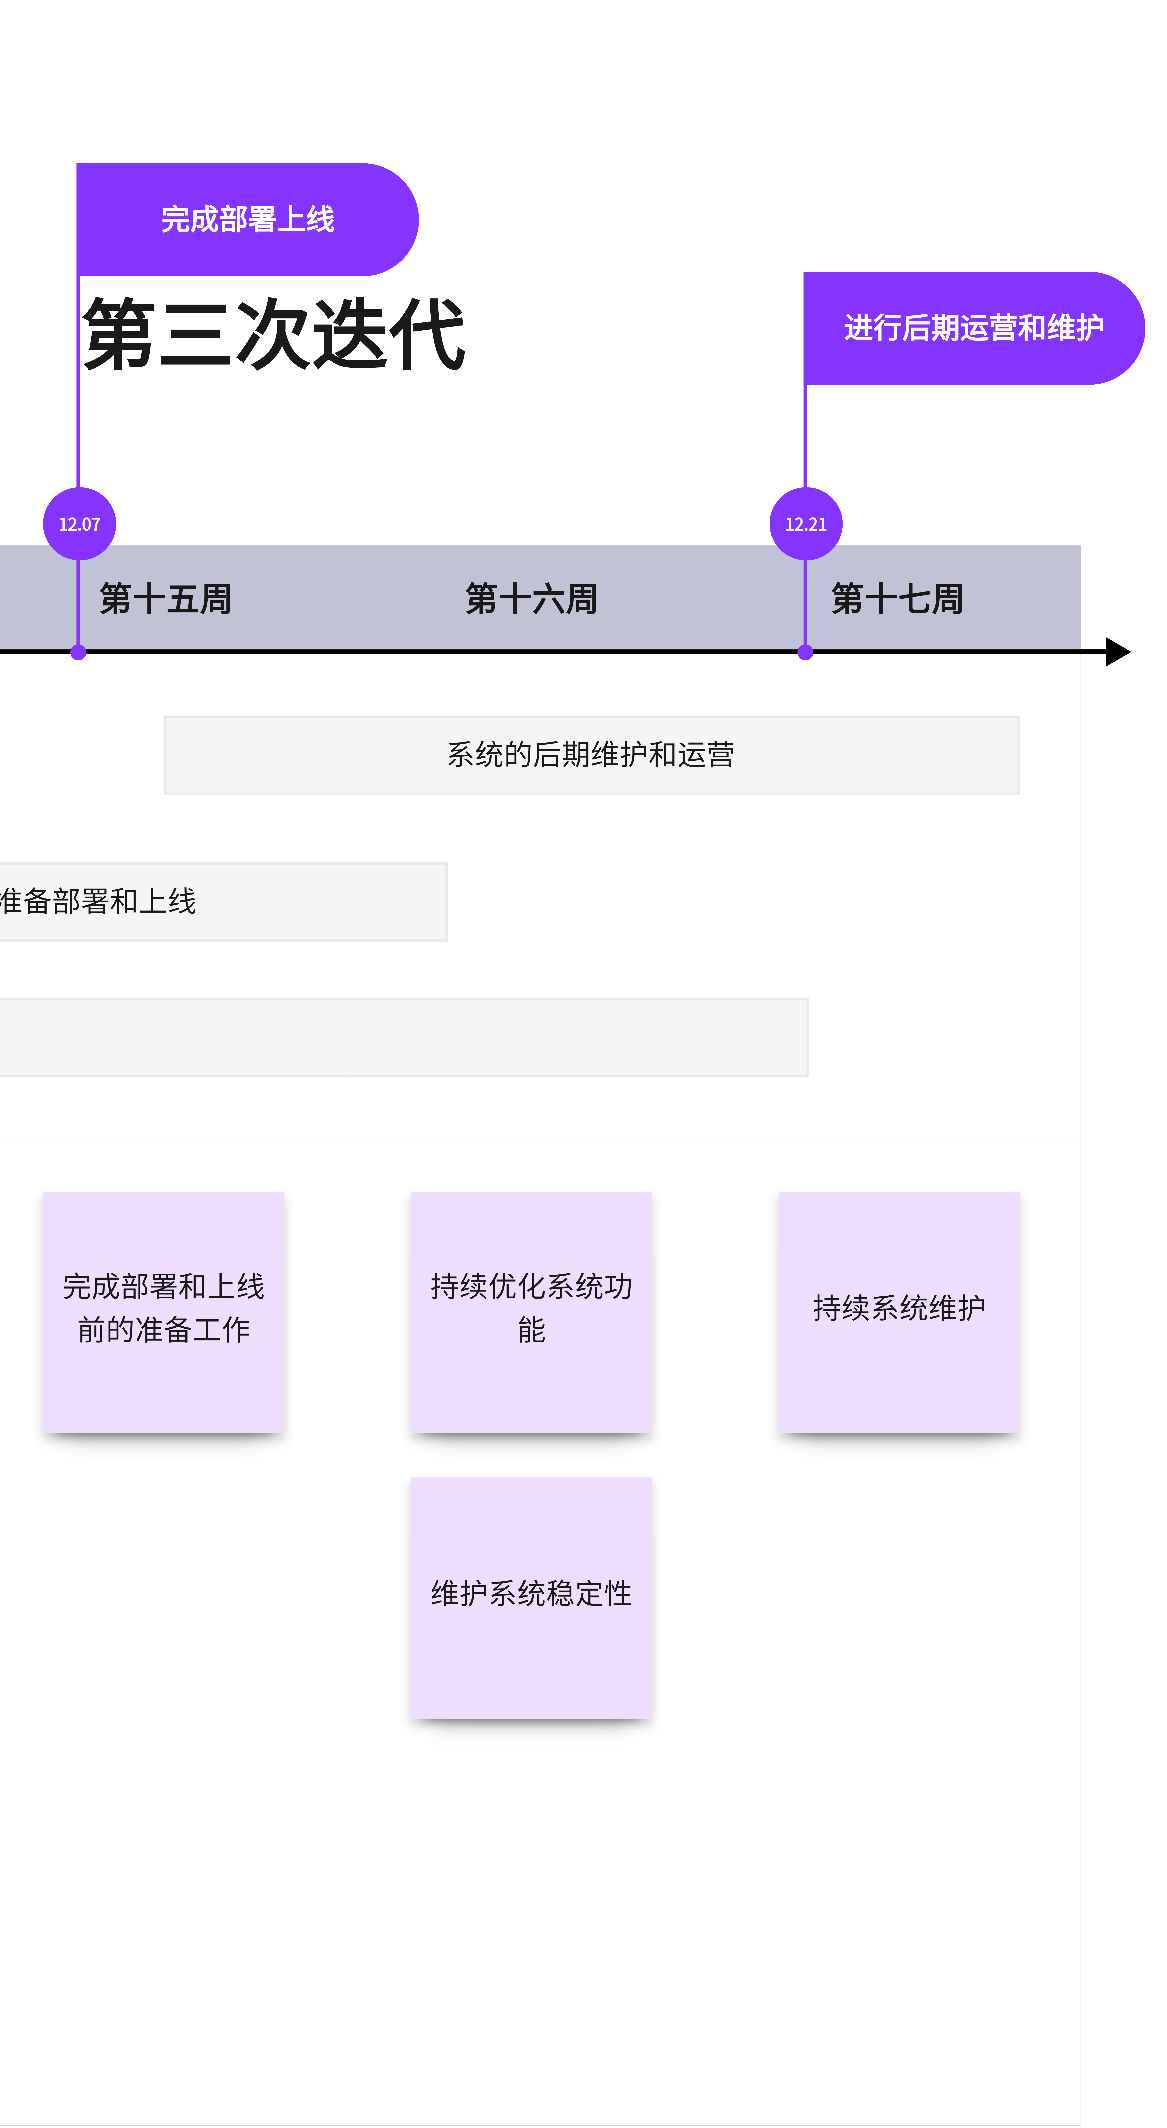 完成部署上线
第三次迭代
进行后期运营和维护
12.07
12.21
第十五周
第十六周
第十七周
系统的后期维护和运营
准备部署和上线
完成部署和上线
前的准备工作
持续优化系统功
能
持续系统维护
维护系统稳定性